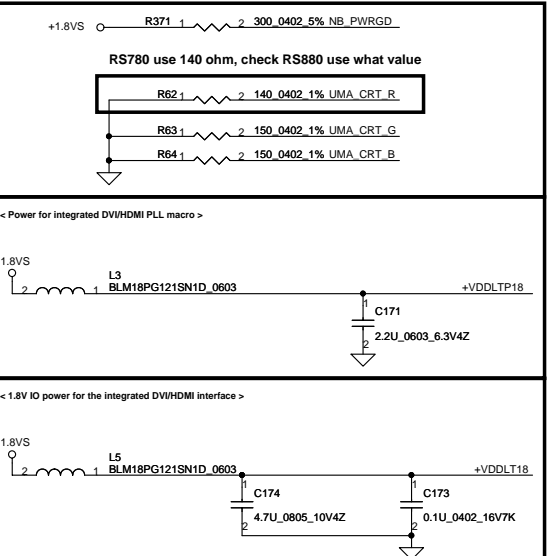 +1.8VS R371 1 2 300_0402_5% NB_PWRGD
RS780 use 140 ohm, check RS880 use what value
R62 1 2 140_0402_1% UMA_CRT_R
R63 1 2 150_0402_1% UMA_CRT_G
R64 1 2 150_0402_1% UMA_CRT_B
< Power for integrated DVI/HDMI PLL macro >
1.8VS
L3
2 1 BLM18PG121SN1D_0603 +VDDLTP18
1
C171
2.2U_0603_6.3V4Z
2
< 1.8V IO power for the integrated DVI/HDMI interface >
1.8VS
L5
2 1 BLM18PG121SN1D_0603 +VDDLT18
1 1
C174 C173
4.7U_0805_10V4Z 0.1U_0402_16V7K
2 2